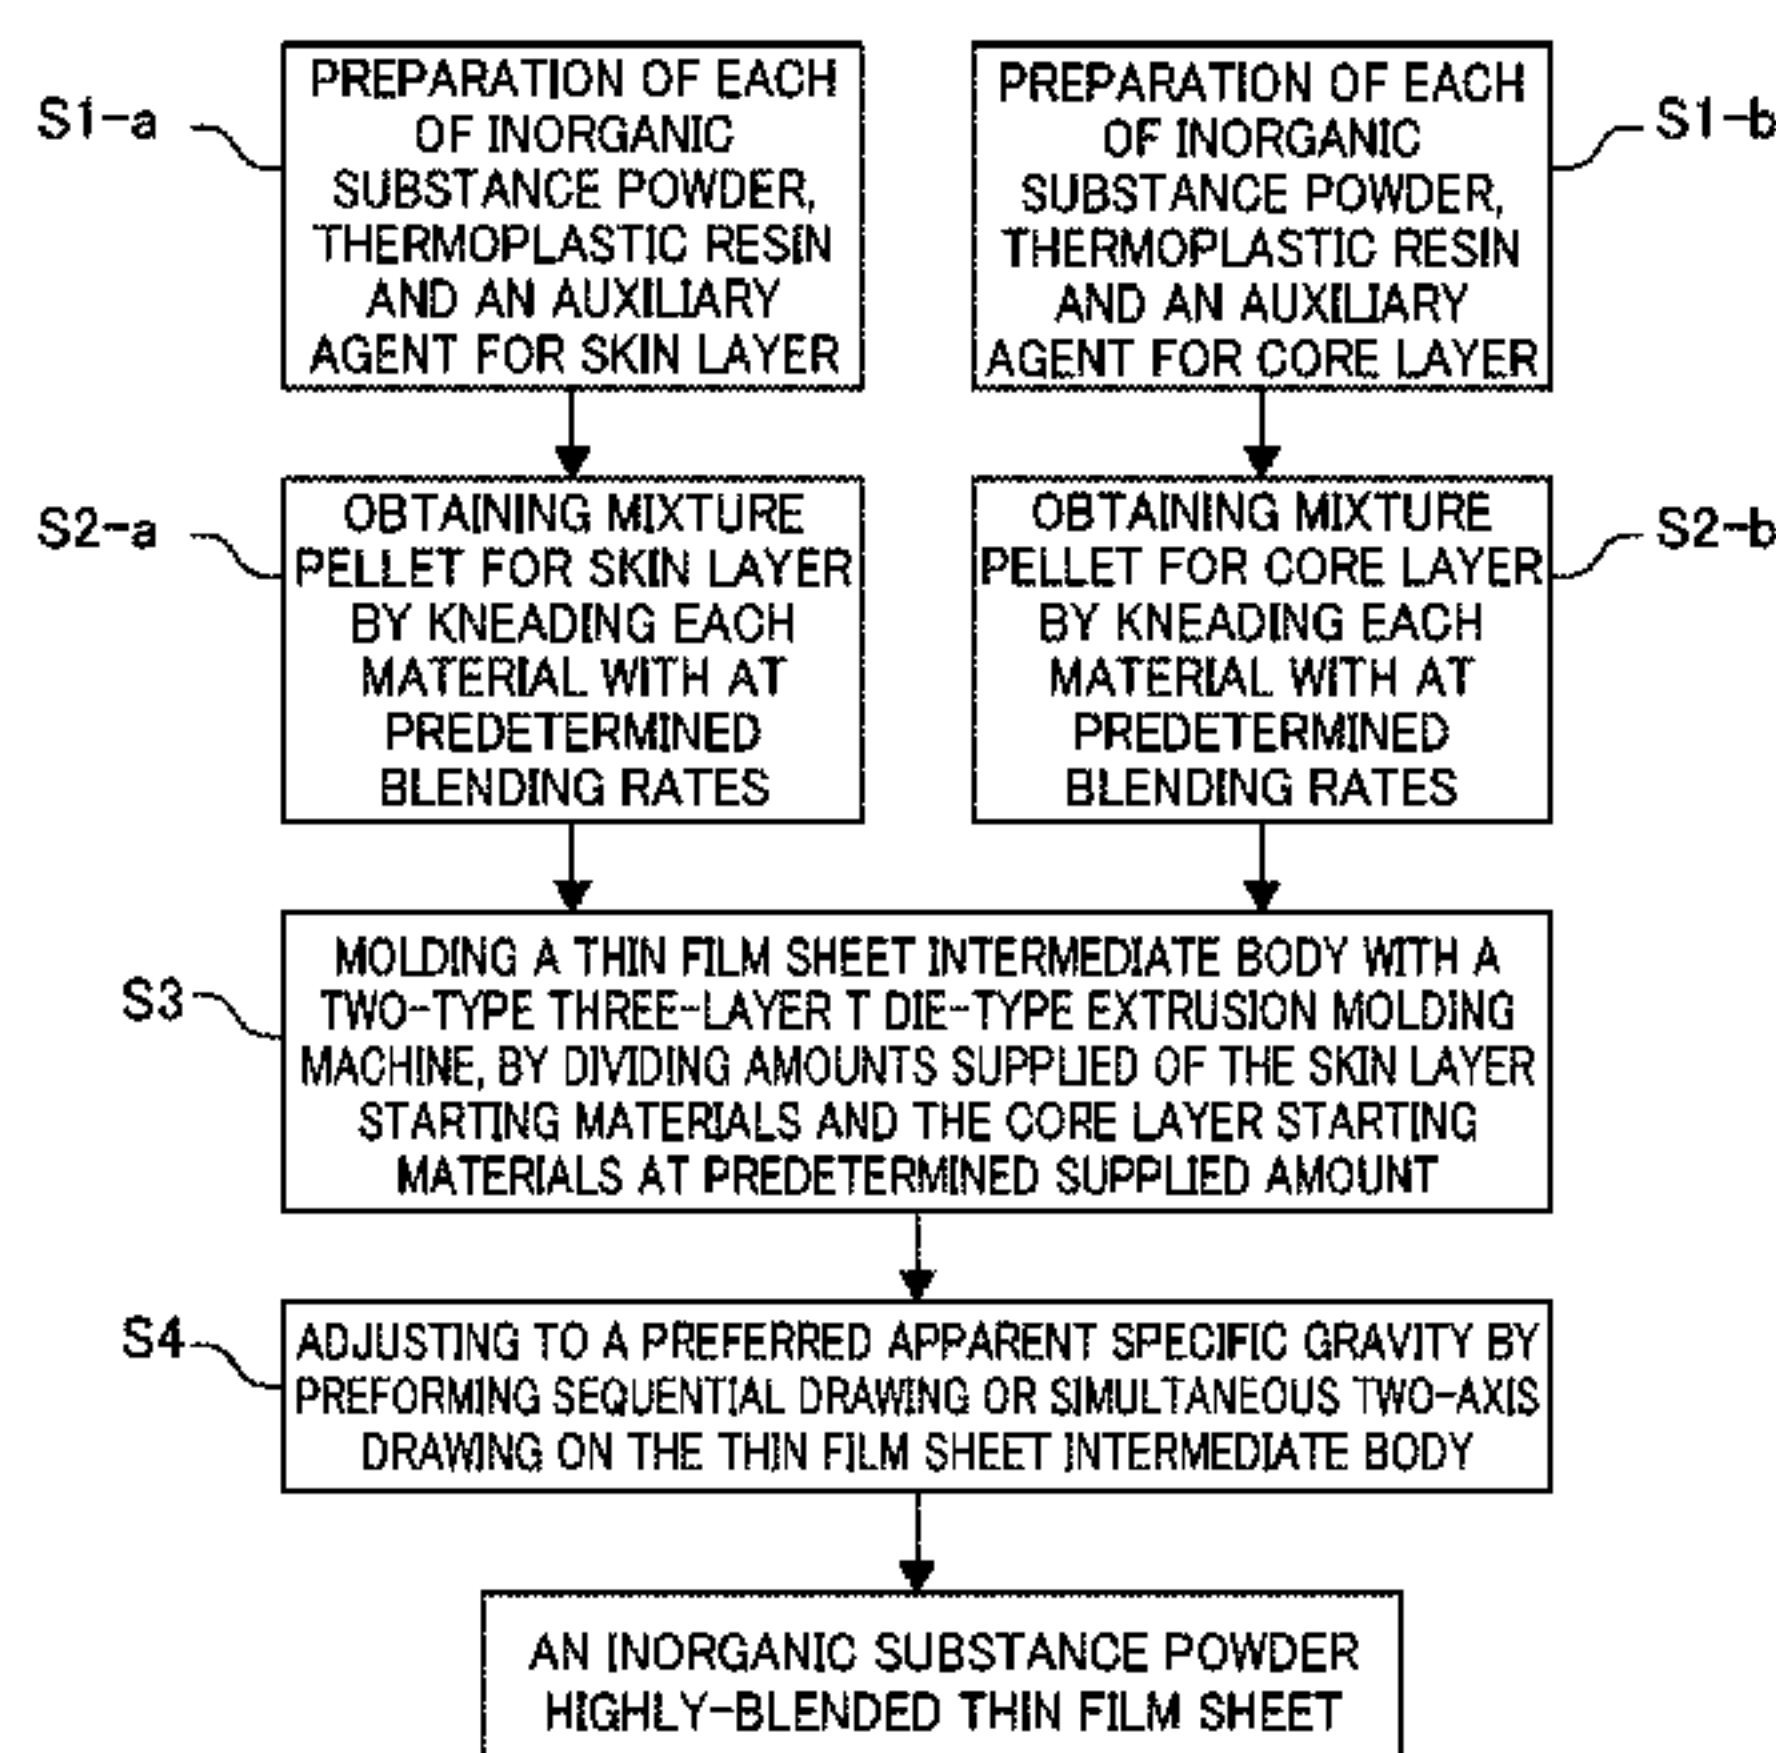 S1-a
PREPARATION OF EACH
OF INORGANIC
SUBSTANCE POWDER,
THERMOPLASTIC RESIN
AND AN AUXILIARY
AGENT FOR SKIN LAYER
PREPARATION OF EACH
OF INORGANIC
SUBSTANCE POWDER,
THERMOPLASTIC RESIN
AND AN AUXILIARY
AGENT FOR CORE LAYER
S1-b
S2-a
OBTAINING MIXTURE
PELLET FOR SKIN LAYER
BY KNEADING EACH
MATERIAL WITH AT
PREDETERMINED
BLENDING RATES
OBTAINING MIXTURE
PELLET FOR CORE LAYER
BY KNEADING EACH
MATERIAL WITH AT
PREDETERMINED
BLENDING RATES
S2-b
S3
MOLDING A THIN FILM SHEET INTERMEDIATE BODY WITH A
TWO-TYPE THREE-LAYER T DIE-TYPE EXTRUSION MOLDING
MACHINE, BY DIVIDING AMOUNTS SUPPLIED OF THE SKIN LAYER
STARTING MATERIALS AND THE CORE LAYER STARTING
MATERIALS AT PREDETERMINED SUPPLIED AMOUNT
S4
ADJUSTING TO A PREFERRED APPARENT SPECIFIC GRAVITY BY
PREFORMING SEQUENTIAL DRAWING OR SIMULTANEOUS TWO-AXIS
DRAWING ON THE THIN FILM SHEET INTERMEDIATE BODY
AN INORGANIC SUBSTANCE POWDER
HIGHLY-BLENDED THIN FILM SHEET